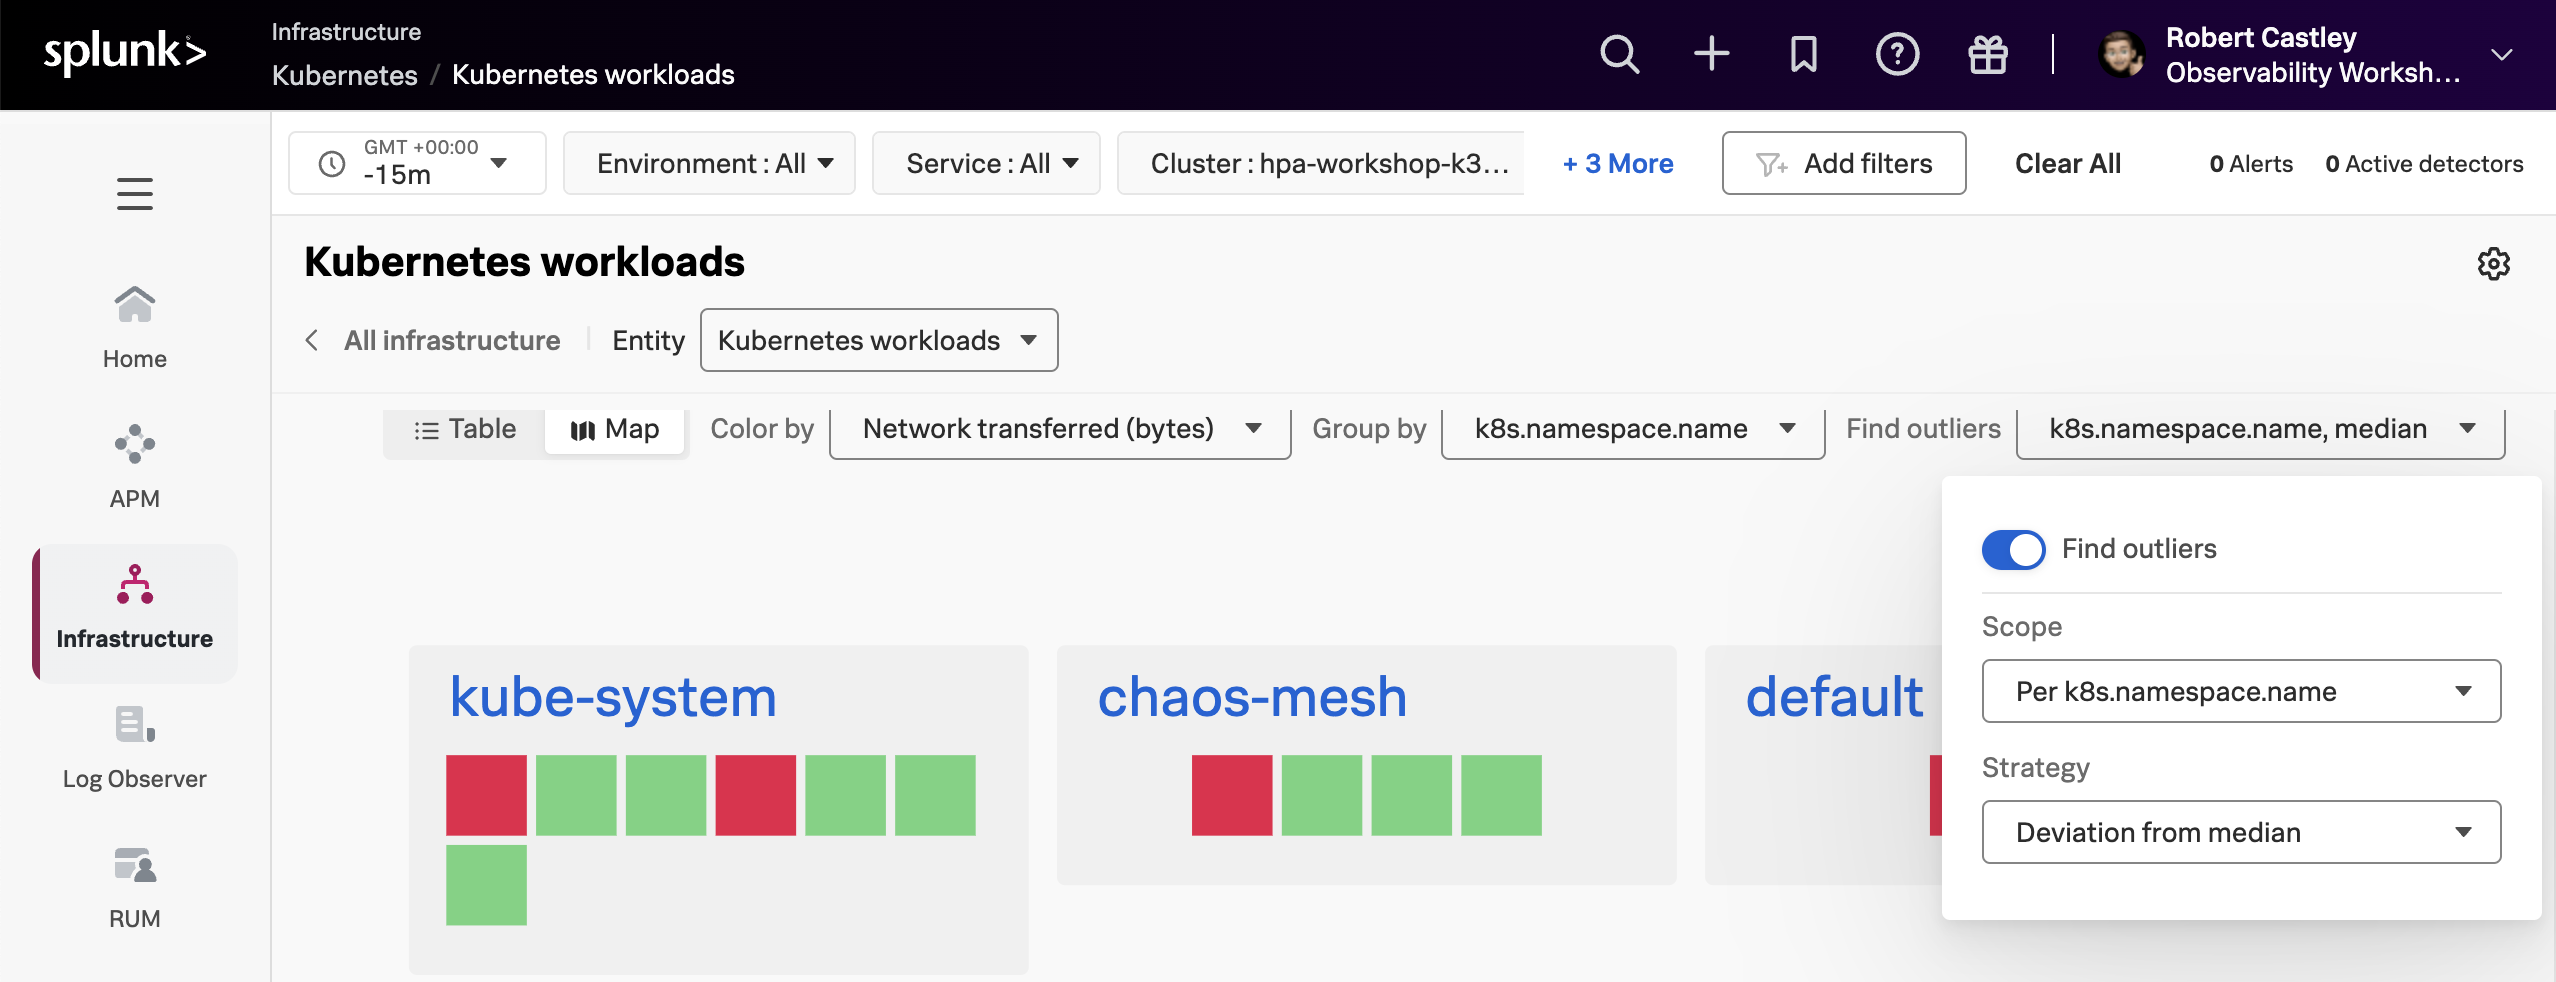 splunk>
Infrastructure
Kubernetes / Kubernetes workloads
Robert Castley
Observability Worksh...
GMT +00:00
-15m
Environment : All
Service : All
Cluster : hpa-workshop-k3...
+ 3 More
Add filters
Clear All
0 Alerts
0 Active detectors
Home
APM
Infrastructure
Log Observer
RUM
Kubernetes workloads
All infrastructure
Entity
Kubernetes workloads
Table
Map
Color by
Network transferred (bytes)
Group by
k8s.namespace.name
Find outliers
k8s.namespace.name, median
Find outliers
Scope
Per k8s.namespace.name
Strategy
Deviation from median
kube-system
chaos-mesh
default